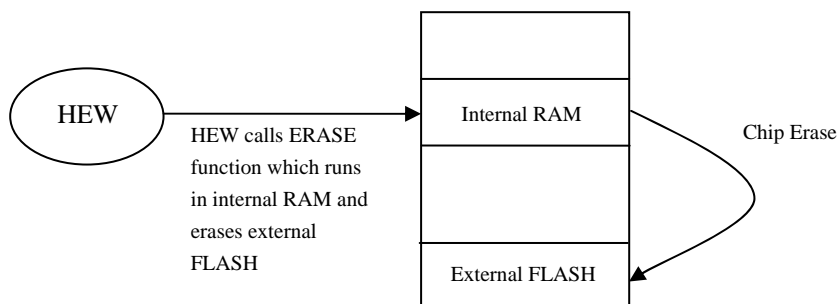 HEW
HEW calls ERASE
function which runs
in internal RAM and
erases external
FLASH
Internal RAM
External FLASH
Chip Erase